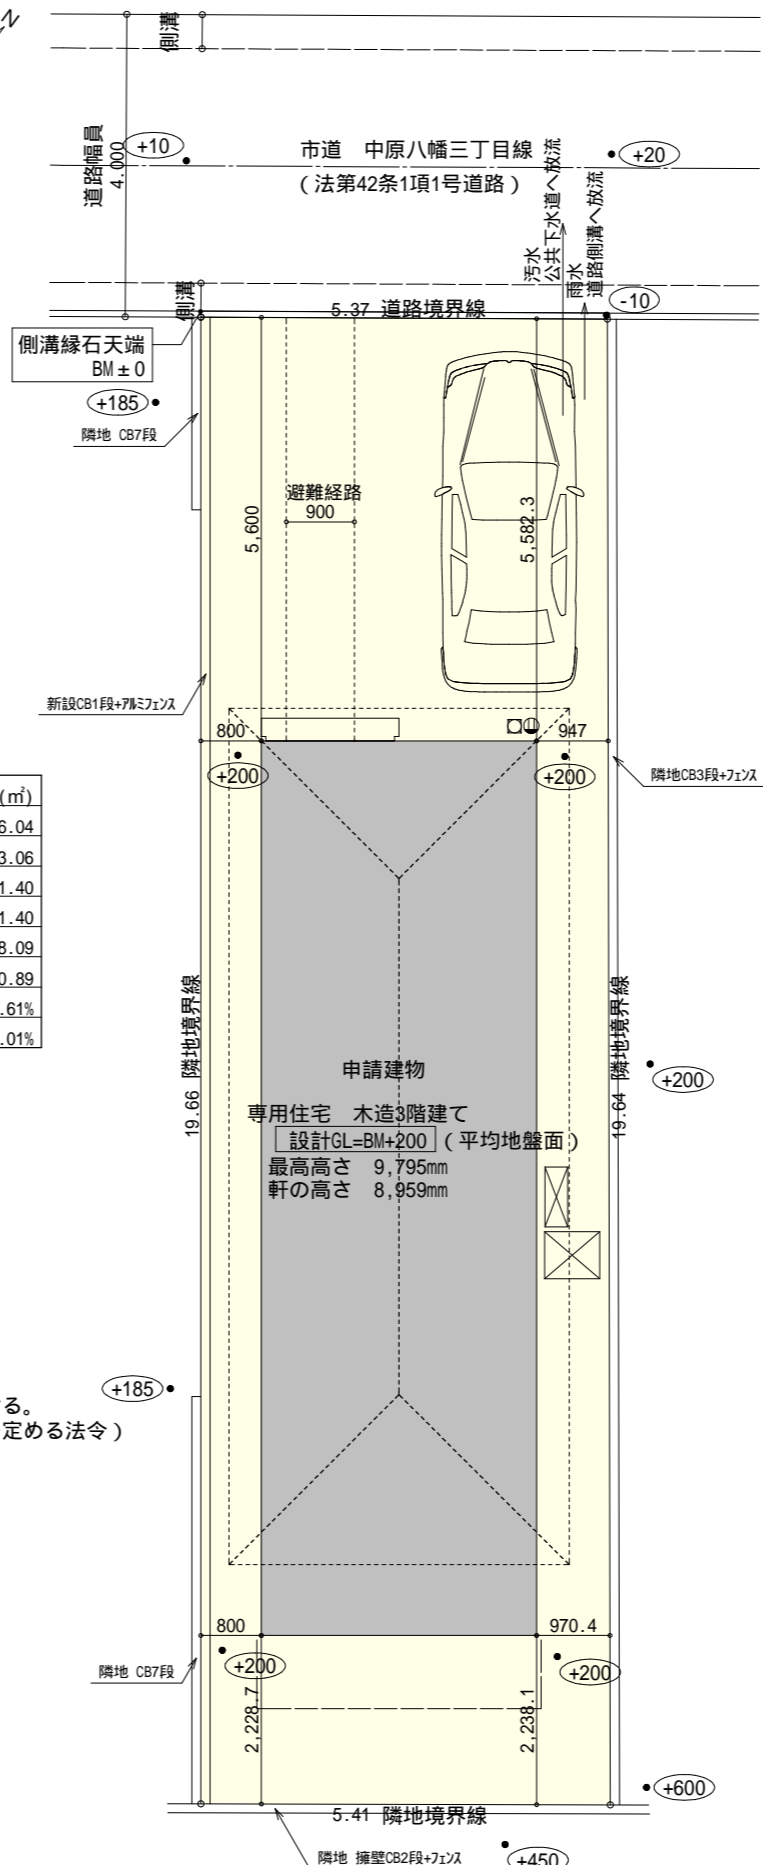 N
側溝
道路幅員
4.000
+10
市道　中原八幡三丁目線
（法第42条1項1号道路）
+20
汚水
公共下水道へ放流
雨水
道路側溝へ放流
側溝
5.37 道路境界線
-10
側溝縁石天端
BM±0
+185
隣地 CB7段
避難経路
900
5,600
5,582.3
新設CB1段+アルミフェンス
800
947
+200
+200
隣地CB3段+フェンス
(㎡)
6.04
3.06
1.40
1.40
8.09
0.89
.61%
.01%
19.66 隣地境界線
19.64 隣地境界線
申請建物
+200
専用住宅　木造3階建て
設計GL=BM+200（平均地盤面）
最高高さ　9,795mm
軒の高さ　8,959mm
+185
る。
定める法令）
800
970.4
+200
+200
隣地 CB7段
2,228.7
2,238.1
+600
5.41 隣地境界線
隣地 擁壁CB2段+フェンス
+450